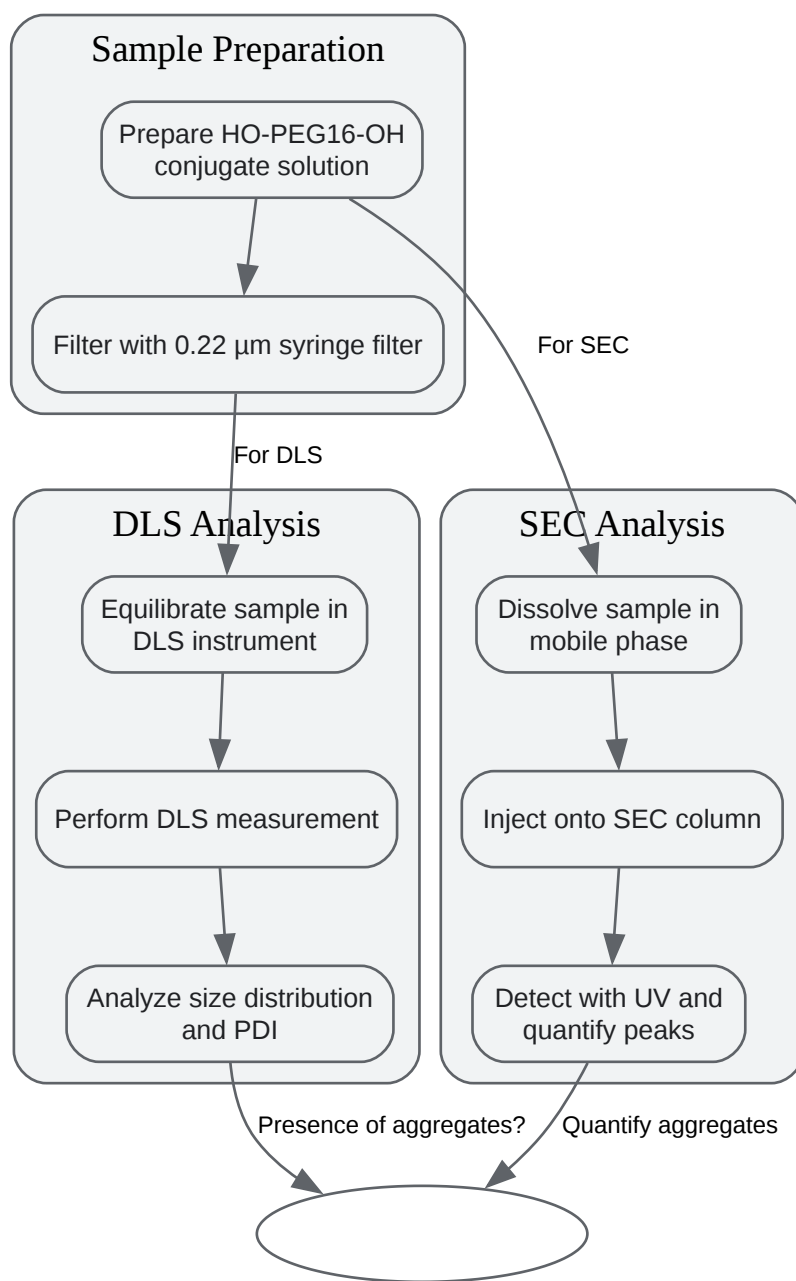 Sample Preparation
Prepare HO-PEG16-OH
conjugate solution
Filter with 0.22 µm syringe filter
For SEC
For DLS
DLS Analysis
SEC Analysis
Equilibrate sample in
DLS instrument
Dissolve sample in
mobile phase
Perform DLS measurement
Inject onto SEC column
Analyze size distribution
and PDI
Detect with UV and
quantify peaks
Presence of aggregates?
Quantify aggregates